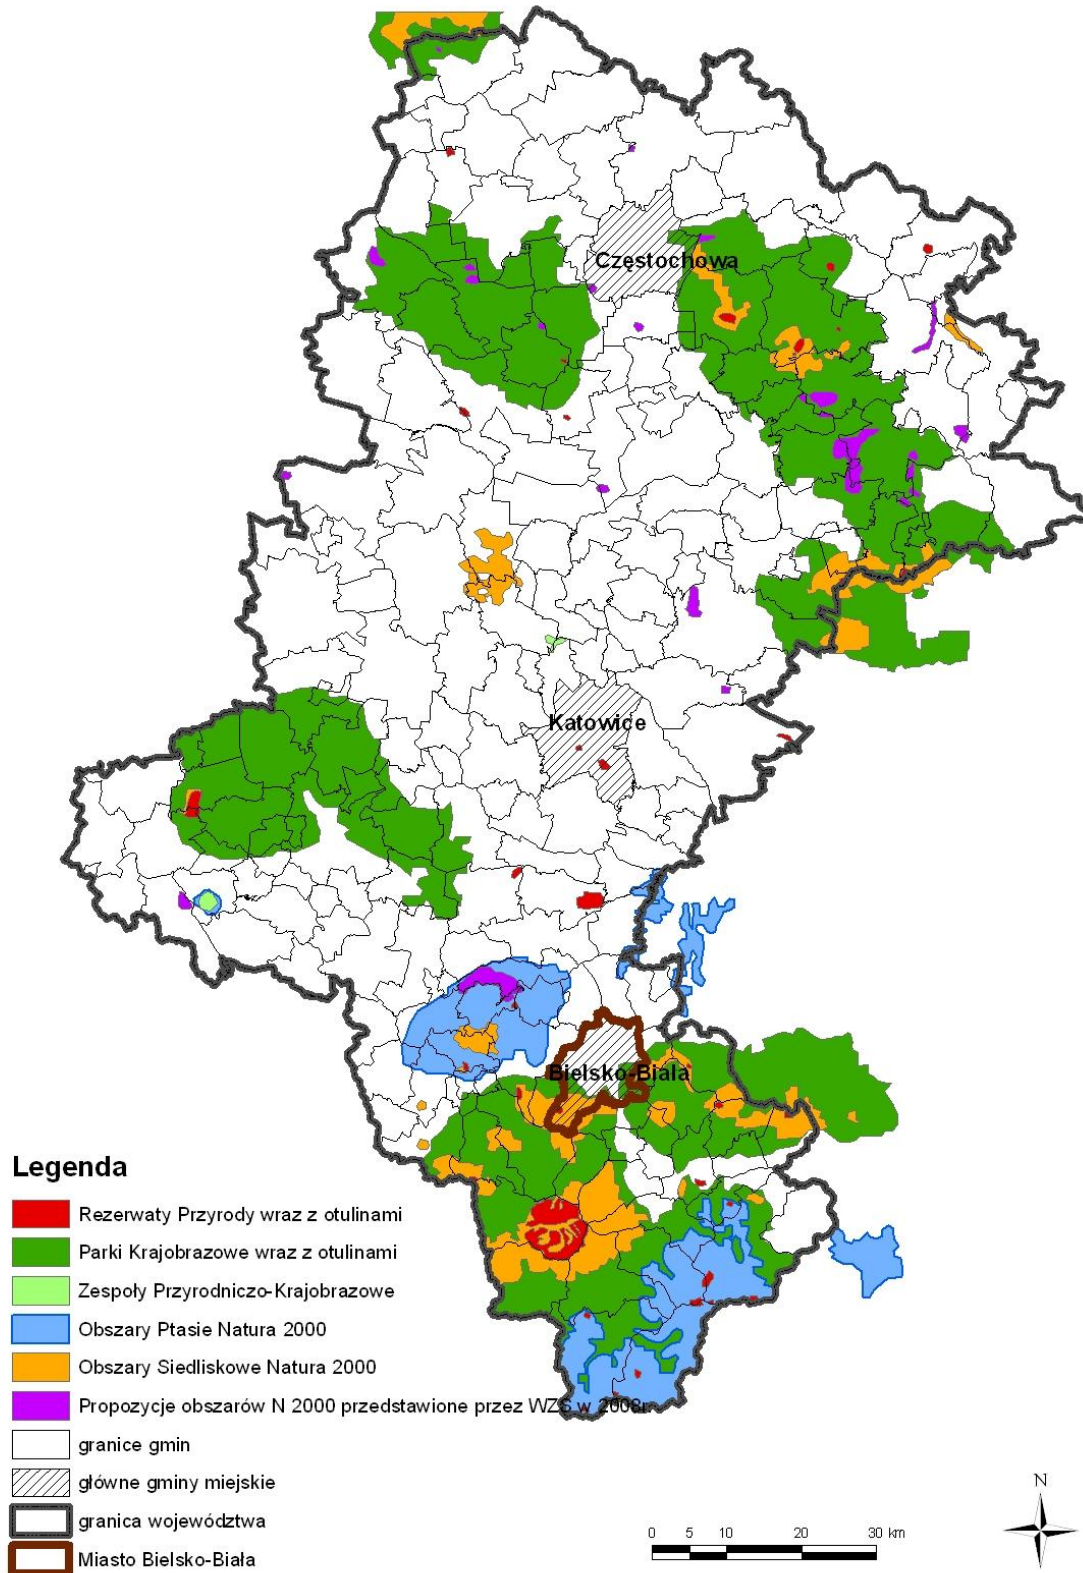 Częstochowa
Katowice
Bielsko-Biała
Legenda
Rezerwaty Przyrody wraz z otulinami
Parki Krajobrazowe wraz z otulinami
Zespoły Przyrodniczo-Krajobrazowe
Obszary Ptasie Natura 2000
Obszary Siedliskowe Natura 2000
Propozycje obszarów N 2000 przedstawione przez WZS w 2008r.
granice gmin
główne gminy miejskie
granica województwa
Miasto Bielsko-Biała
0 5 10 20 30 km
N